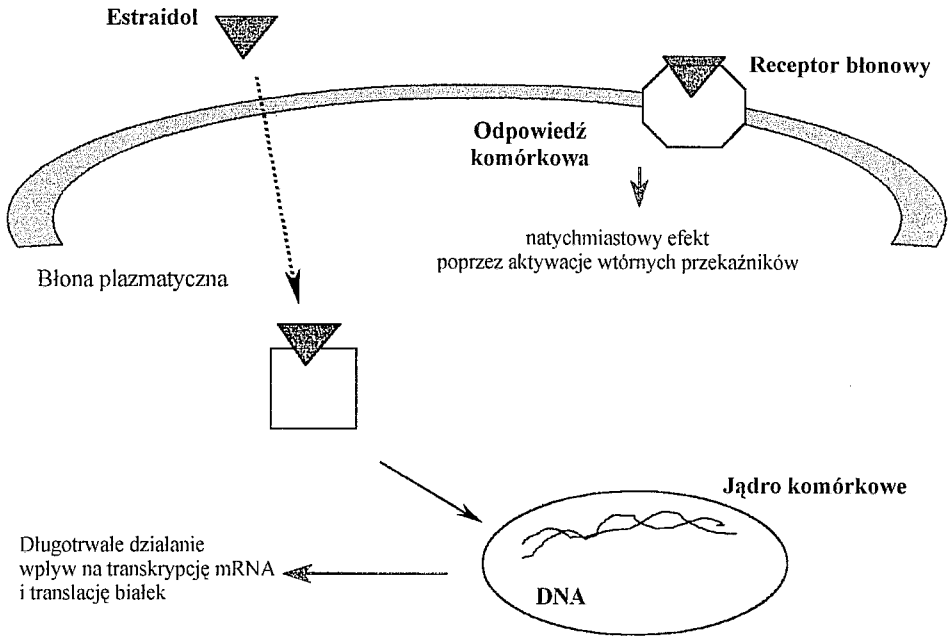 Estraidol
Receptor błonowy
Odpowiedź
komórkowa
natychmiastowy efekt
poprzez aktywacje wtórnych przekaźników
Błona plazmatyczna
Jądro komórkowe
Długotrwałe działanie
wpływ na transkrypcję mRNA
i translację białek
DNA